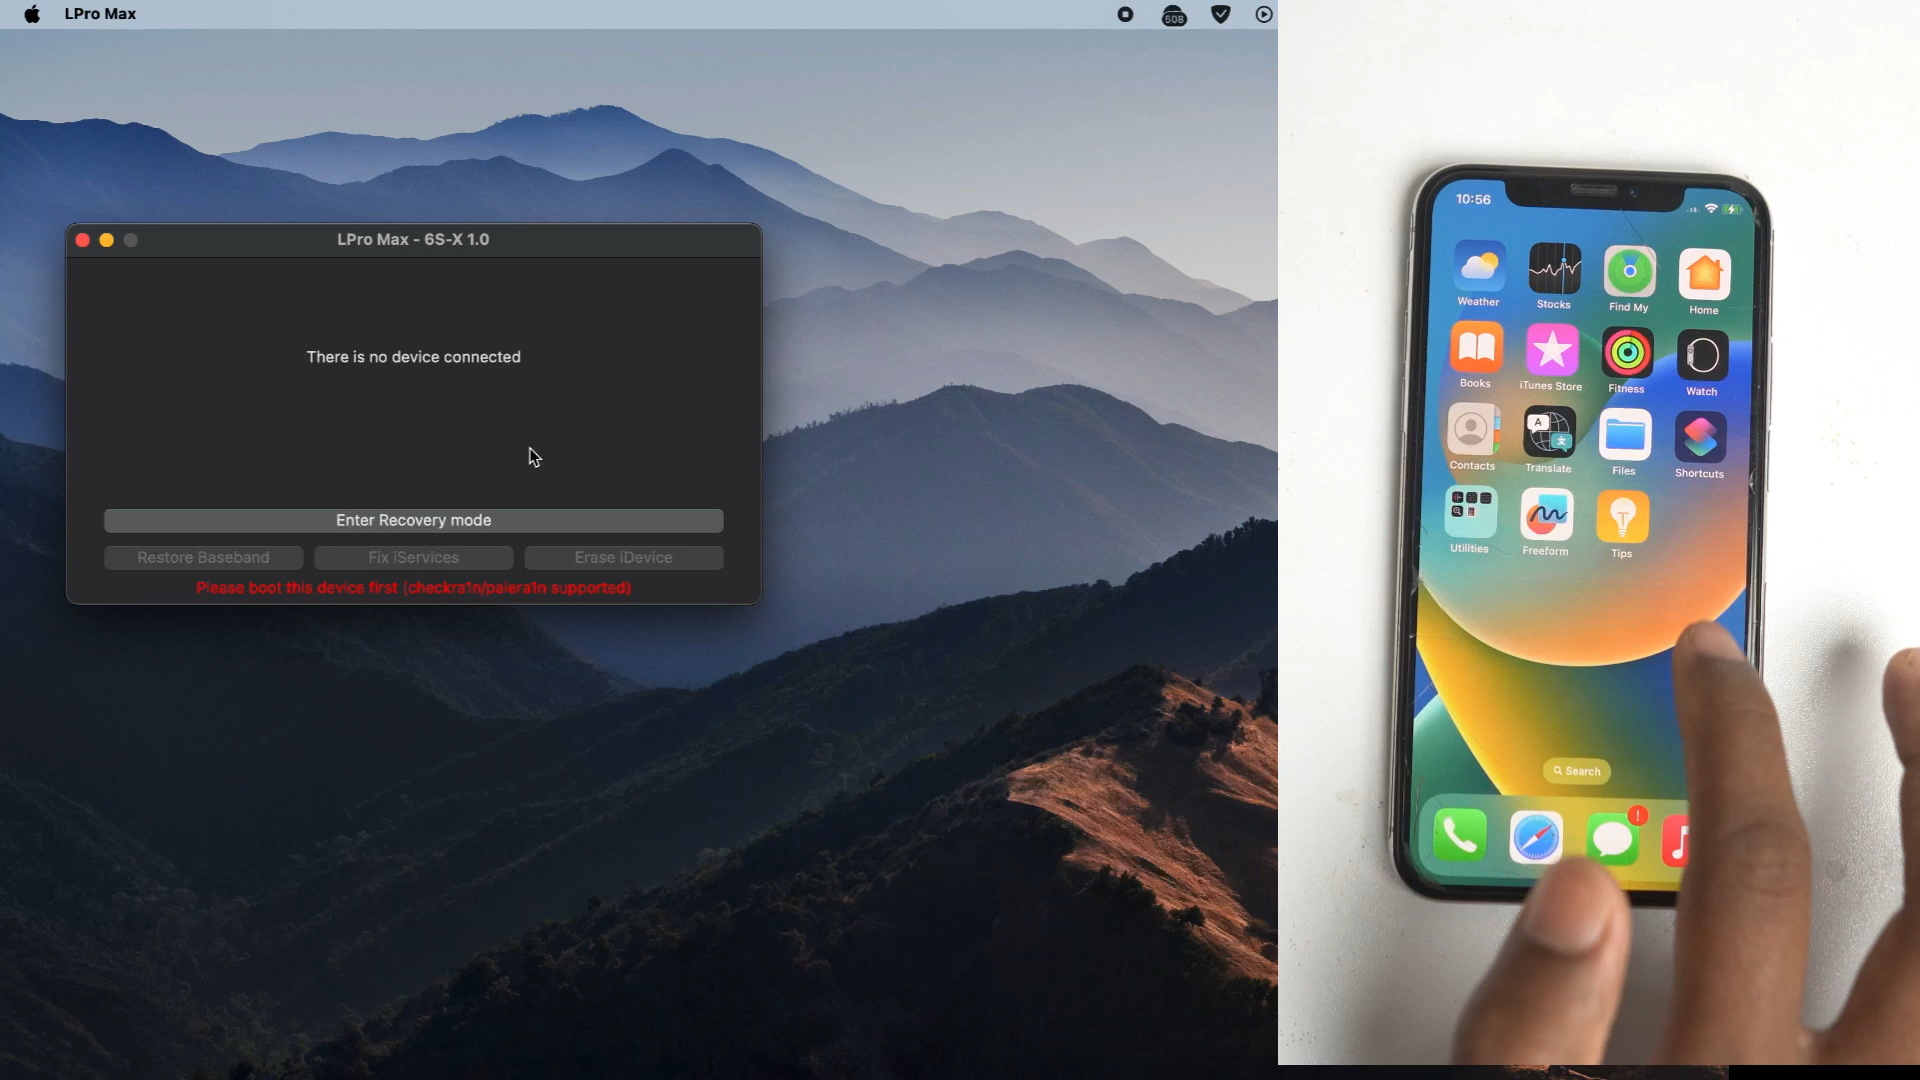 LPro Max
508
LPro Max - 6S-X 1.0
There is no device connected
Enter Recovery mode
Restore Baseband
Fix iServices
Erase iDevice
Please boot this device first (checkra1n/palera1n supported)
10:56
Weather
Stocks
Find My
Home
Books
iTunes Store
Fitness
Watch
Contacts
A
文
Translate
Files
Shortcuts
Utilities
Freeform
Tips
Search
!